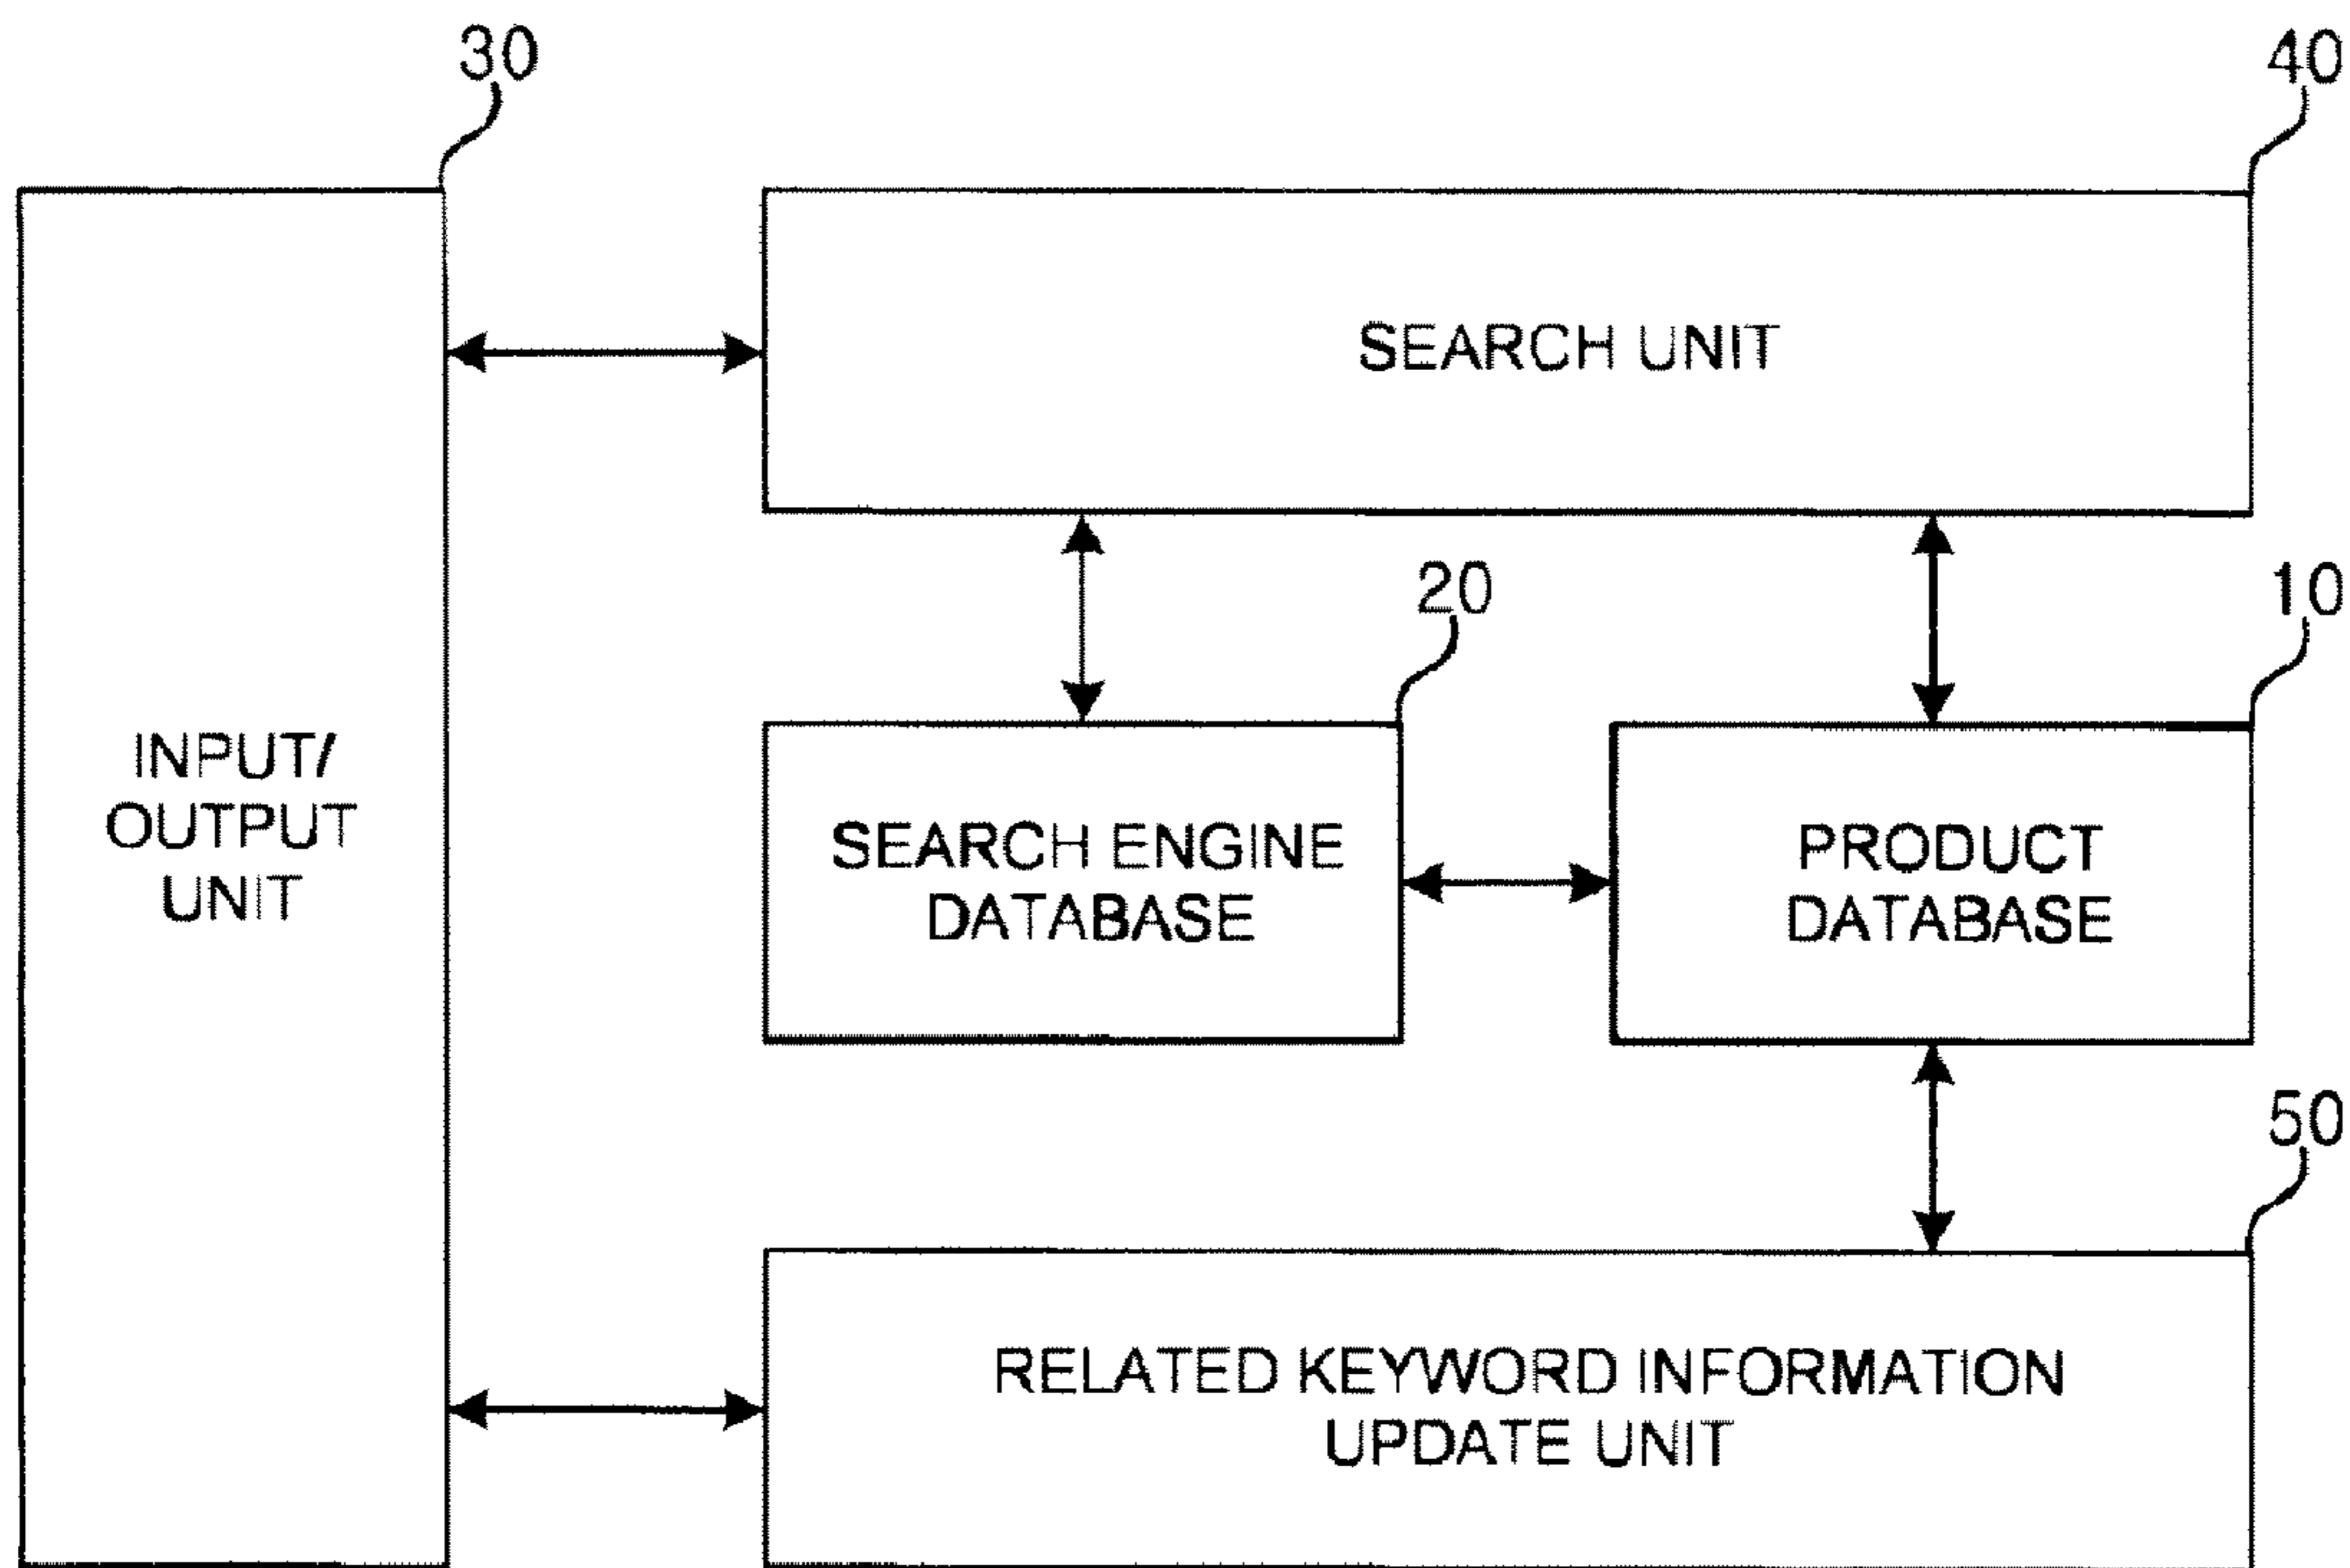 30
40
SEARCH UNIT
20
10
INPUT/
OUTPUT
UNIT
SEARCH ENGINE
DATABASE
PRODUCT
DATABASE
50
RELATED KEYWORD INFORMATION
UPDATE UNIT